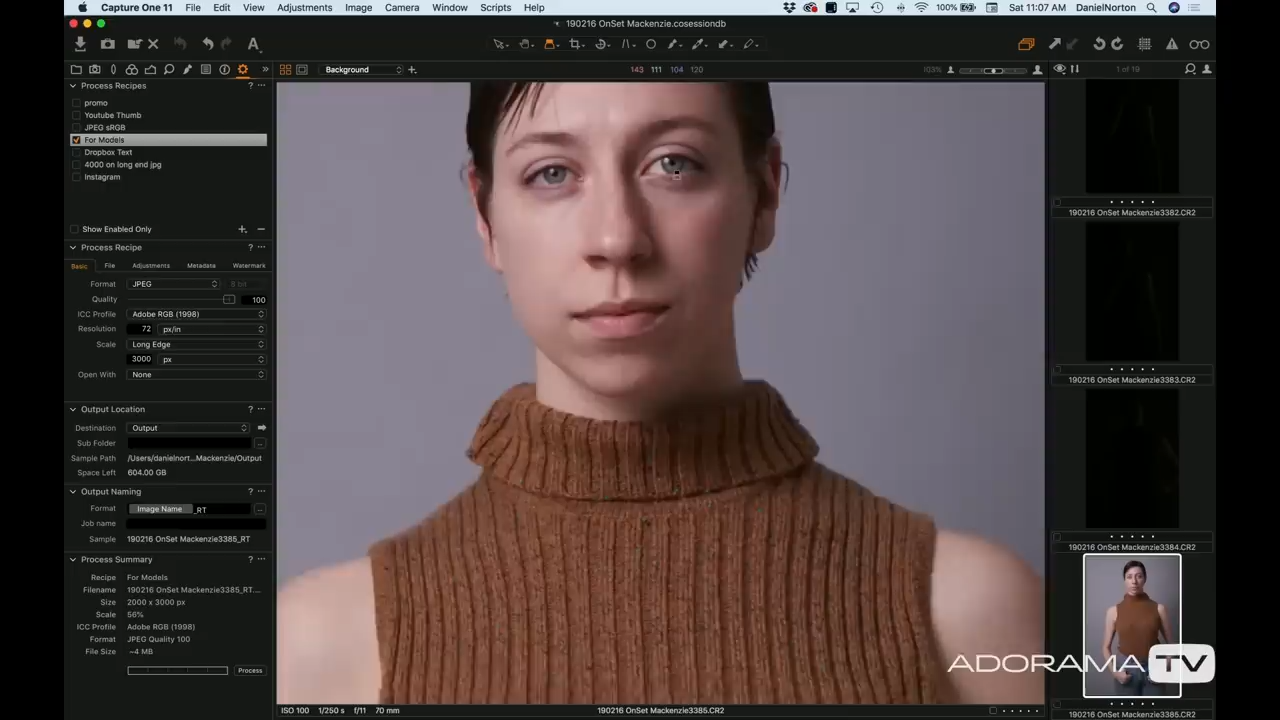 Capture One 11 File Edit View Adjustments Image Camera Window Scripts Help 100% Sat 11:07 AM DanielNorton
190216 OnSet Mackenzie.cosessiondb
A
Background 143 111 104 120 103% 1 of 19
Process Recipes ? ...
promo
Youtube Thumb
JPEG sRGB
For Models
Dropbox Text
4000 on long end jpg
Instagram
Show Enabled Only + −
Process Recipe ? ...
Basic File Adjustments Metadata Watermark
Format JPEG 8 bit
Quality 100
ICC Profile Adobe RGB (1998)
Resolution 72 px/in
Scale Long Edge
3000 px
Open With None
Output Location ? ...
Destination Output
Sub Folder
Sample Path /Users/danielnort...Mackenzie/Output
Space Left 604.00 GB
Output Naming ? ...
Format Image Name _RT
Job name
Sample 190216 OnSet Mackenzie3385_RT
Process Summary ? ...
Recipe For Models
Filename 190216 OnSet Mackenzie3385_RT....
Size 2000 x 3000 px
Scale 56%
ICC Profile Adobe RGB (1998)
Format JPEG Quality 100
File Size ~4 MB
Process
ISO 100 1/250 s f/11 70 mm 190216 OnSet Mackenzie3385.CR2
190216 OnSet Mackenzie3382.CR2
190216 OnSet Mackenzie3383.CR2
190216 OnSet Mackenzie3384.CR2
190216 OnSet Mackenzie3385.CR2
ADORAMA TV